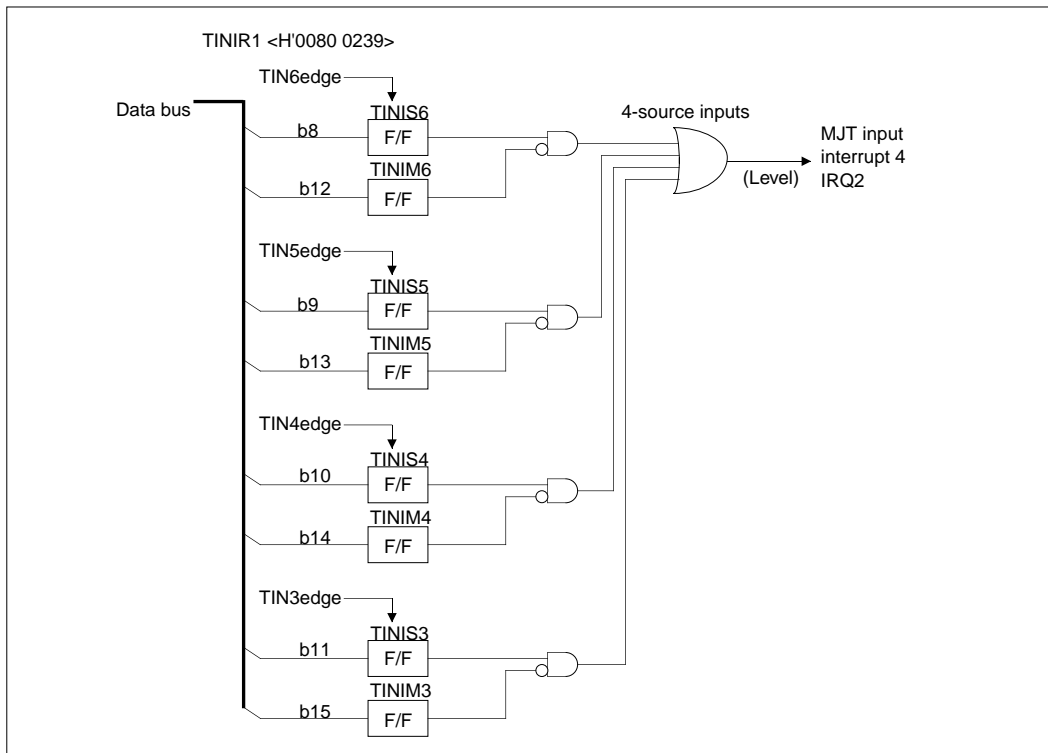 TINIR1 <H'0080 0239>
TIN6edge
Data bus
TINIS6
b8
F/F
4-source inputs
MJT input
interrupt 4
IRQ2
(Level)
TINIM6
b12
F/F
TIN5edge
TINIS5
b9
F/F
TINIM5
b13
F/F
TIN4edge
TINIS4
b10
F/F
TINIM4
b14
F/F
TIN3edge
TINIS3
b11
F/F
TINIM3
b15
F/F